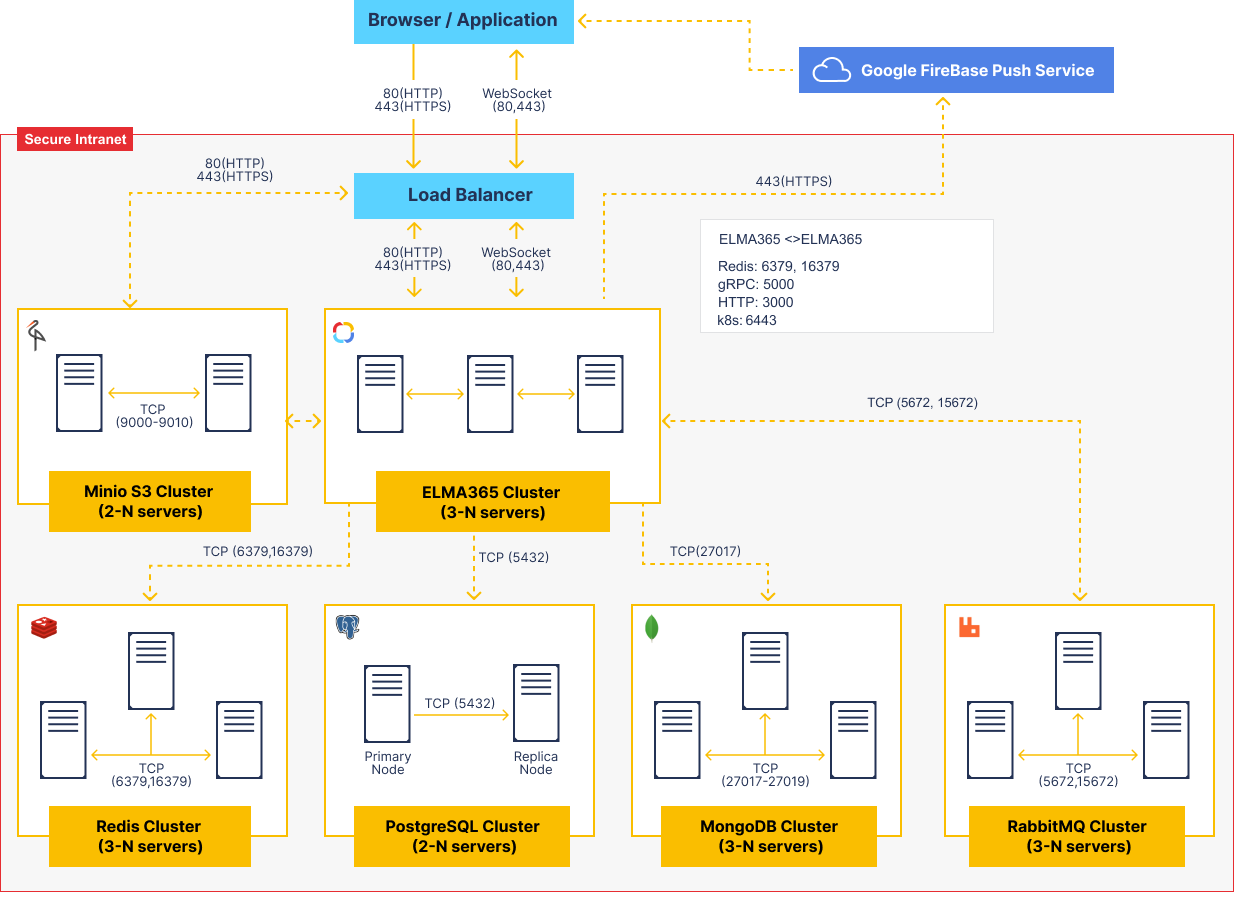 Browser / Application
Google FireBase Push Service
80(HTTP)
443(HTTPS)
WebSocket
(80,443)
Secure Intranet
80(HTTP)
443(HTTPS)
443(HTTPS)
Load Balancer
80(HTTP)
443(HTTPS)
WebSocket
(80,443)
ELMA365 <>ELMA365
Redis: 6379, 16379
gRPC: 5000
HTTP: 3000
k8s: 6443
TCP
(9000-9010)
TCP (5672, 15672)
Minio S3 Cluster
(2-N servers)
ELMA365 Cluster
(3-N servers)
TCP (6379,16379)
TCP (5432)
TCP(27017)
TCP
(6379,16379)
TCP (5432)
Primary
Node
Replica
Node
TCP
(27017-27019)
TCP
(5672,15672)
Redis Cluster
(3-N servers)
PostgreSQL Cluster
(2-N servers)
MongoDB Cluster
(3-N servers)
RabbitMQ Cluster
(3-N servers)